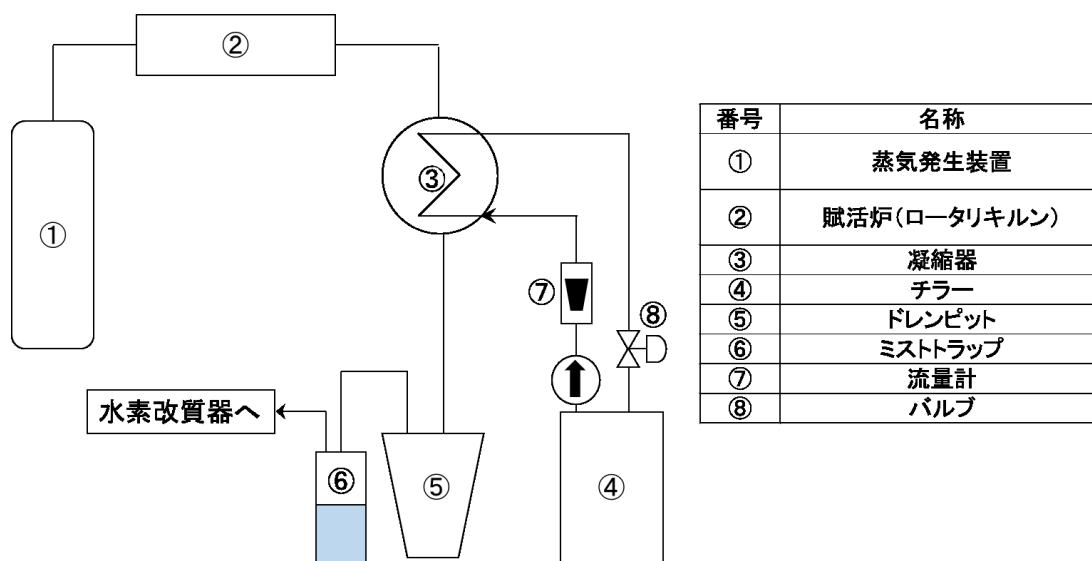 ②
①
③
⑦
⑧
水素改質器へ
⑥
⑤
④
番号 名称
① 蒸気発生装置
② 賦活炉(ロータリキルン)
③ 凝縮器
④ チラー
⑤ ドレンピット
⑥ ミストトラップ
⑦ 流量計
⑧ バルブ